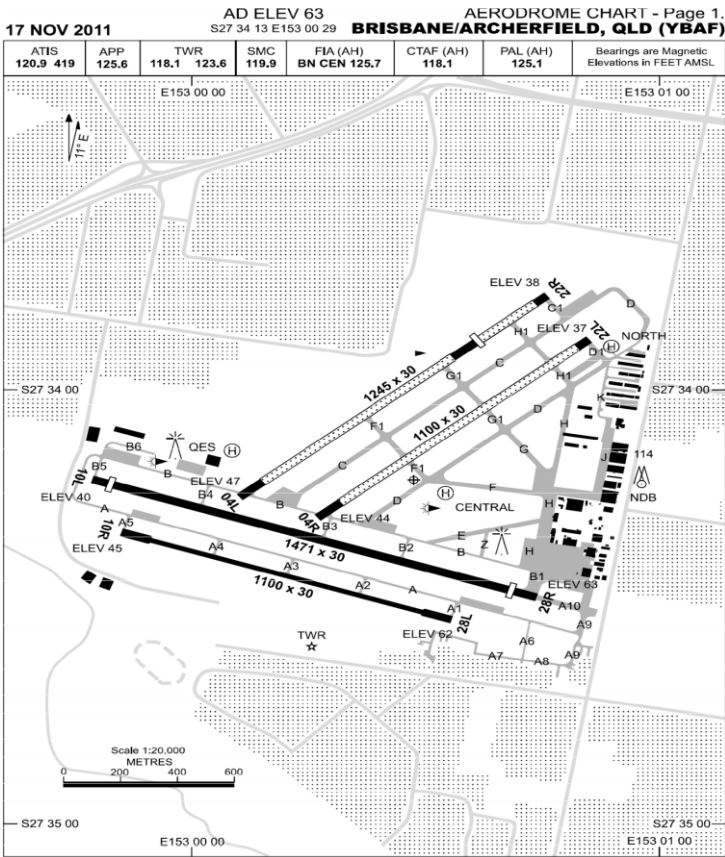 AD ELEV 63
AERODROME CHART - Page 1.
17 NOV 2011
S27 34 13 E153 00 29
BRISBANE/ARCHERFIELD, QLD (YBAF)
ATIS
120.9 419
APP
125.6
TWR
118.1 123.6
SMC
119.9
FIA (AH)
BN CEN 125.7
CTAF (AH)
118.1
PAL (AH)
125.1
Bearings are Magnetic
Elevations in FEET AMSL
E153 00 00
E153 01 00
11° E
ELEV 38
22R
C1
D
H1
ELEV 37
22L
H
NORTH
D1
C
G1
H1
1245 x 30
S27 34 00
S27 34 00
K
D
1100 x 30
G1
H
F1
B6
QES
H
G
J
114
C
F1
B5
B
ELEV 47
10L
B4
04L
F
NDB
ELEV 40
B
D
H
CENTRAL
H
A
04R
ELEV 44
A5
10R
B3
E
ELEV 45
1471 x 30
B2
B
Z
H
A4
A3
B1
ELEV 63
1100 x 30
A2
A
28R
A10
A1
28L
A9
TWR
ELEV 62
A6
A7
A8
A9
Scale 1:20,000
METRES
0
200
400
600
S27 35 00
S27 35 00
E153 00 00
E153 01 00